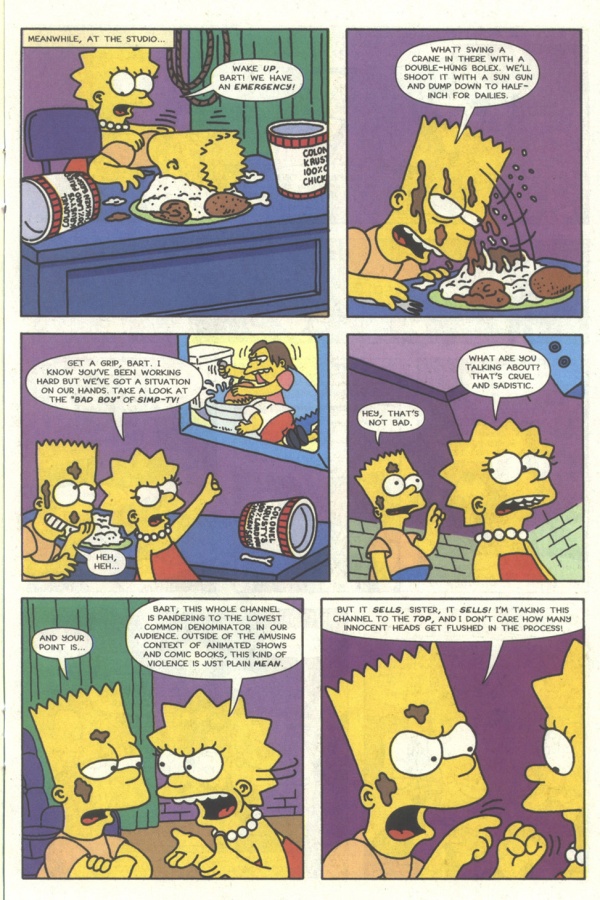 MEANWHILE, AT THE STUDIO...
WAKE UP,
BART! WE HAVE
AN EMERGENCY!
COLON
KRUST
100%
CHICK
COLONEL
WHAT? SWING A
CRANE IN THERE WITH A
DOUBLE-HUNG BOLEX. WE'LL
SHOOT IT WITH A SUN GUN
AND DUMP DOWN TO HALF-
INCH FOR DAILIES.
GET A GRIP, BART. I
KNOW YOU'VE BEEN WORKING
HARD BUT WE'VE GOT A SITUATION
ON OUR HANDS. TAKE A LOOK AT
THE "BAD BOY" OF SIMP-TV!
HEH,
HEH...
COLONEL
KRUSTY'S
WHAT ARE YOU
TALKING ABOUT?
THAT'S CRUEL
AND SADISTIC.
HEY, THAT'S
NOT BAD.
AND YOUR
POINT IS...
BART, THIS WHOLE CHANNEL
IS PANDERING TO THE LOWEST
COMMON DENOMINATOR IN OUR
AUDIENCE. OUTSIDE OF THE AMUSING
CONTEXT OF ANIMATED SHOWS
AND COMIC BOOKS, THIS KIND OF
VIOLENCE IS JUST PLAIN MEAN.
BUT IT SELLS, SISTER, IT SELLS! I'M TAKING THIS
CHANNEL TO THE TOP, AND I DON'T CARE HOW MANY
INNOCENT HEADS GET FLUSHED IN THE PROCESS!